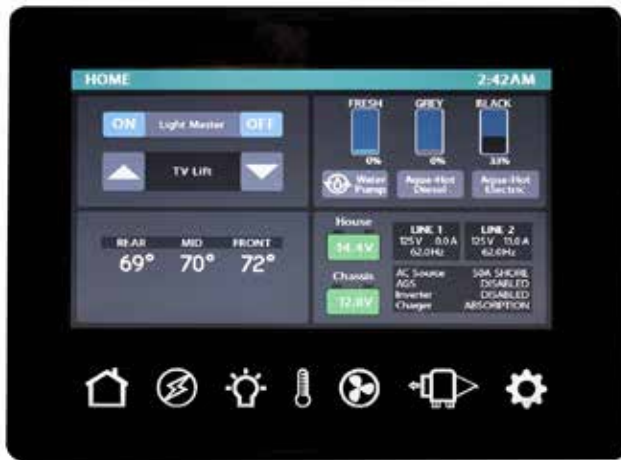 HOME 2:42AM
ON Light Master OFF
TV Lift
FRESH GREY BLACK
0% 0% 33%
Water Pump
Aqua-Hot Diesel
Aqua-Hot Electric
REAR MID FRONT
69° 70° 72°
House
14.4V
Chassis
12.8V
LINE 1
125V 8.0A
62.0Hz
LINE 2
125V 11.0A
62.0Hz
AC Source 50A SHORE
AGS DISABLED
Inverter DISABLED
Charger ABSORPTION